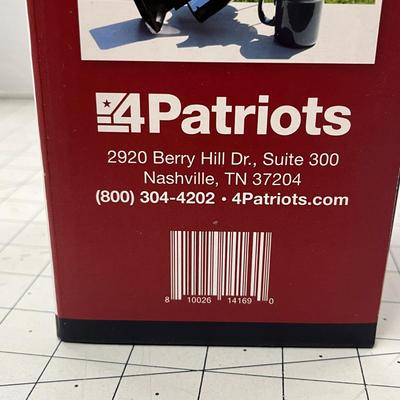 4Patriots
2920 Berry Hill Dr., Suite 300
Nashville, TN 37204
(800) 304-4202 • 4Patriots.com
8 10026 14169 0